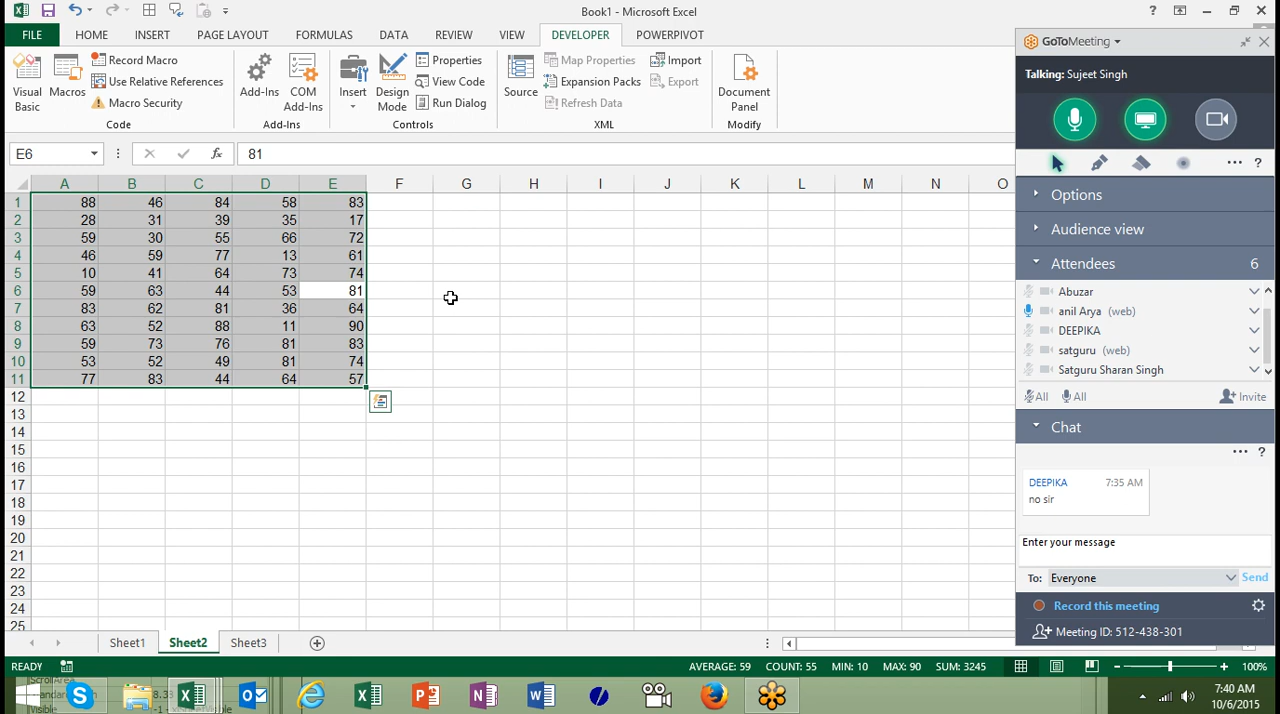 Book1 - Microsoft Excel
FILE HOME INSERT PAGE LAYOUT FORMULAS DATA REVIEW VIEW DEVELOPER POWERPIVOT
Visual Basic
Macros
Record Macro
Use Relative References
Macro Security
Code
Add-Ins
COM Add-Ins
Add-Ins
Insert
Design Mode
Properties
View Code
Run Dialog
Controls
Source
Map Properties
Expansion Packs
Refresh Data
Import
Export
XML
Document Panel
Modify
E6 fx 81
A B C D E F G H I J K L M N O
1 88 46 84 58 83
2 28 31 39 35 17
3 59 30 55 66 72
4 46 59 77 13 61
5 10 41 64 73 74
6 59 63 44 53 81
7 83 62 81 36 64
8 63 52 88 11 90
9 59 73 76 81 83
10 53 52 49 81 74
11 77 83 44 64 57
12
13
14
15
16
17
18
19
20
21
22
23
24
25
Sheet1 Sheet2 Sheet3
READY AVERAGE: 59 COUNT: 55 MIN: 10 MAX: 90 SUM: 3245 100%
GoToMeeting
Talking: Sujeet Singh
Options
Audience view
Attendees 6
Abuzar
anil Arya (web)
DEEPIKA
satguru (web)
Satguru Sharan Singh
All All Invite
Chat
DEEPIKA 7:35 AM
no sir
Enter your message
To: Everyone Send
Record this meeting
Meeting ID: 512-438-301
7:40 AM
10/6/2015